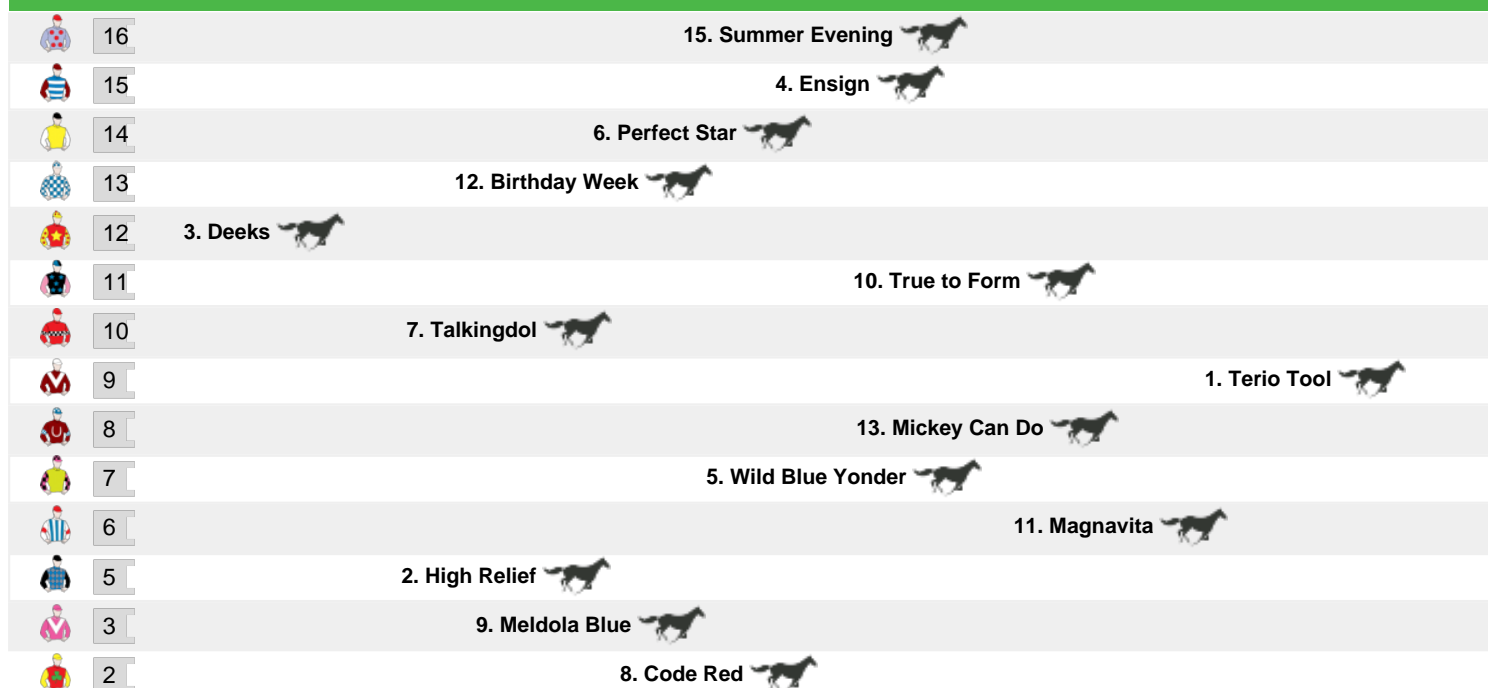 16 15. Summer Evening
15 4. Ensign
14 6. Perfect Star
13 12. Birthday Week
12 3. Deeks
11 10. True to Form
10 7. Talkingdol
9 1. Terio Tool
8 13. Mickey Can Do
7 5. Wild Blue Yonder
6 11. Magnavita
5 2. High Relief
3 9. Meldola Blue
2 8. Code Red